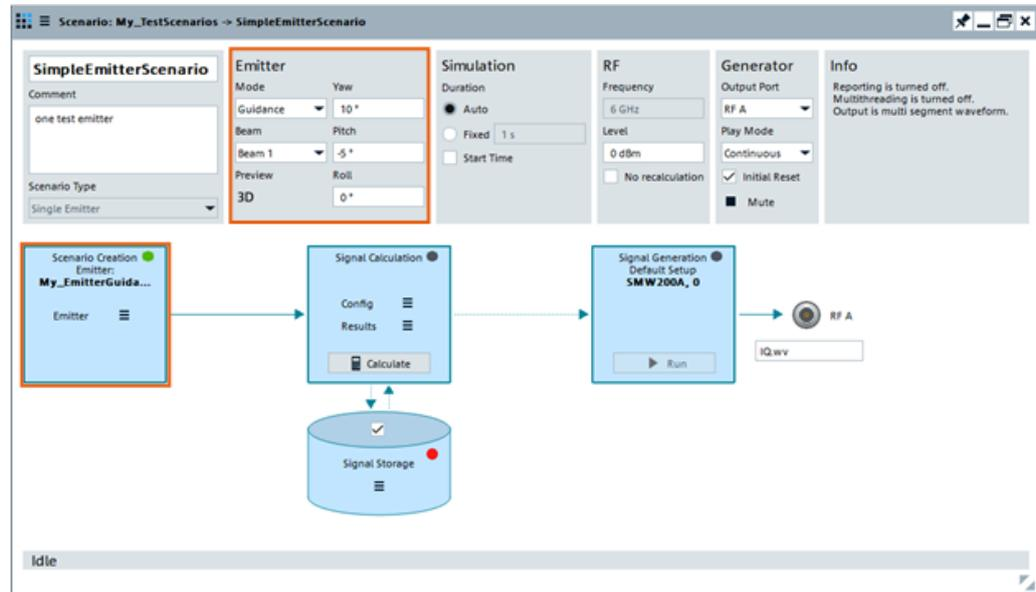 Scenario: My_TestScenarios -> SimpleEmitterScenario
SimpleEmitterScenario
Comment
one test emitter
Scenario Type
Single Emitter
Emitter
Mode
Yaw
Guidance
10 °
Beam
Pitch
Beam 1
-5 °
Preview
Roll
3D
0 °
Simulation
Duration
Auto
Fixed
1 s
Start Time
RF
Frequency
6 GHz
Level
0 dBm
No recalculation
Generator
Output Port
RF A
Play Mode
Continuous
Initial Reset
Mute
Info
Reporting is turned off.
Multithreading is turned off.
Output is multi segment waveform.
Scenario Creation
Emitter:
My_EmitterGuida...
Emitter
Signal Calculation
Config
Results
Calculate
Signal Generation
Default Setup
SMW200A, 0
Run
RF A
IQ.wv
Signal Storage
Idle